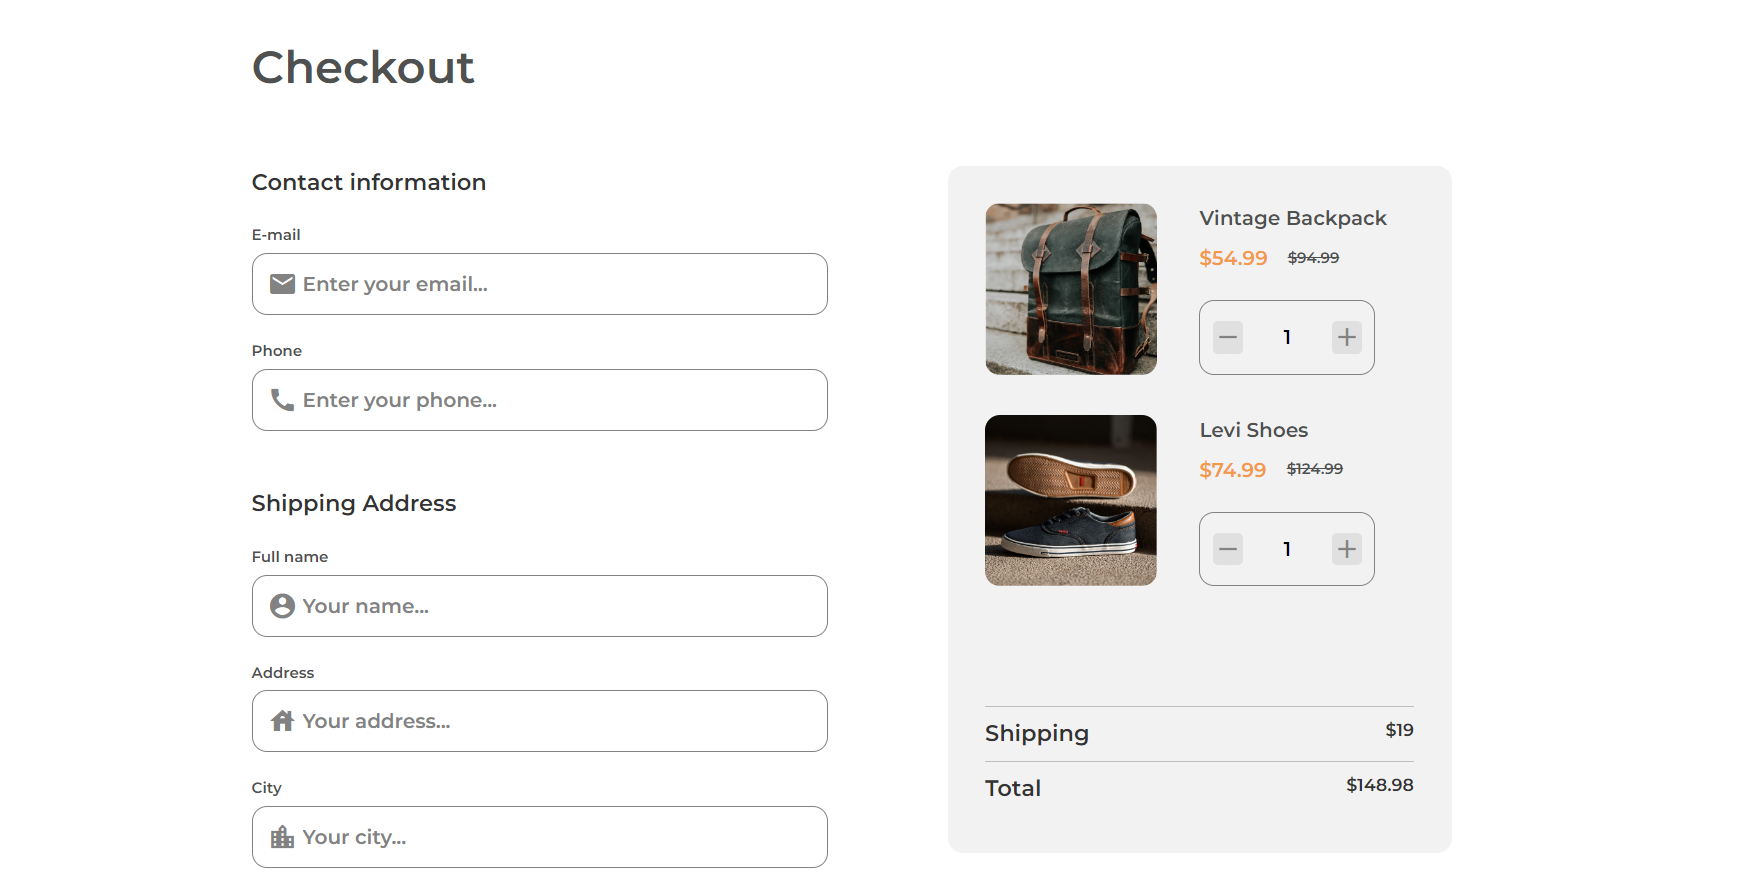 Checkout
Contact information
E-mail
Enter your email...
Phone
Enter your phone...
Shipping Address
Full name
Your name...
Address
Your address...
City
Your city...
Vintage Backpack
$54.99 $94.99
1
Levi Shoes
$74.99 $124.99
1
Shipping $19
Total $148.98